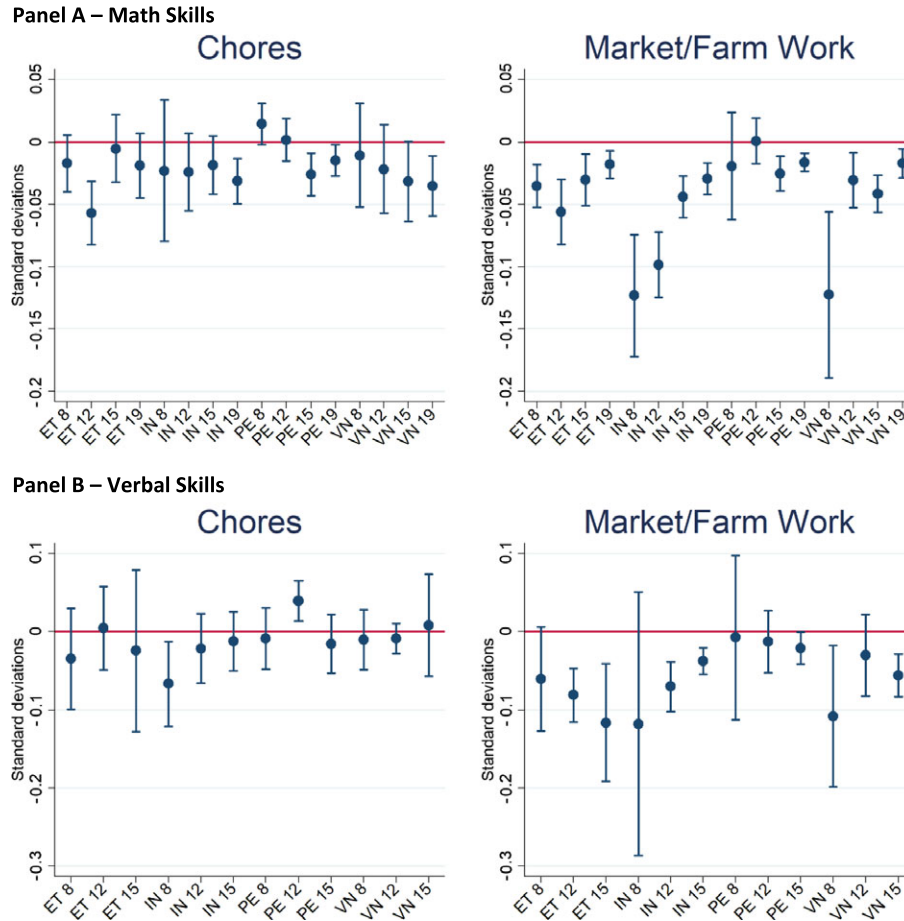 Panel A – Math Skills
Chores
Market/Farm Work
Standard deviations
0.05
0
-0.05
-0.1
-0.15
-0.2
ET 8 ET 12 ET 15 ET 19 IN 8 IN 12 IN 15 IN 19 PE 8 PE 12 PE 15 PE 19 VN 8 VN 12 VN 15 VN 19
Standard deviations
0.05
0
-0.05
-0.1
-0.15
-0.2
ET 8 ET 12 ET 15 ET 19 IN 8 IN 12 IN 15 IN 19 PE 8 PE 12 PE 15 PE 19 VN 8 VN 12 VN 15 VN 19
Panel B – Verbal Skills
Chores
Market/Farm Work
Standard deviations
0.1
0
-0.1
-0.2
-0.3
ET 8 ET 12 ET 15 IN 8 IN 12 IN 15 PE 8 PE 12 PE 15 VN 8 VN 12 VN 15
Standard deviations
0.1
0
-0.1
-0.2
-0.3
ET 8 ET 12 ET 15 IN 8 IN 12 IN 15 PE 8 PE 12 PE 15 VN 8 VN 12 VN 15